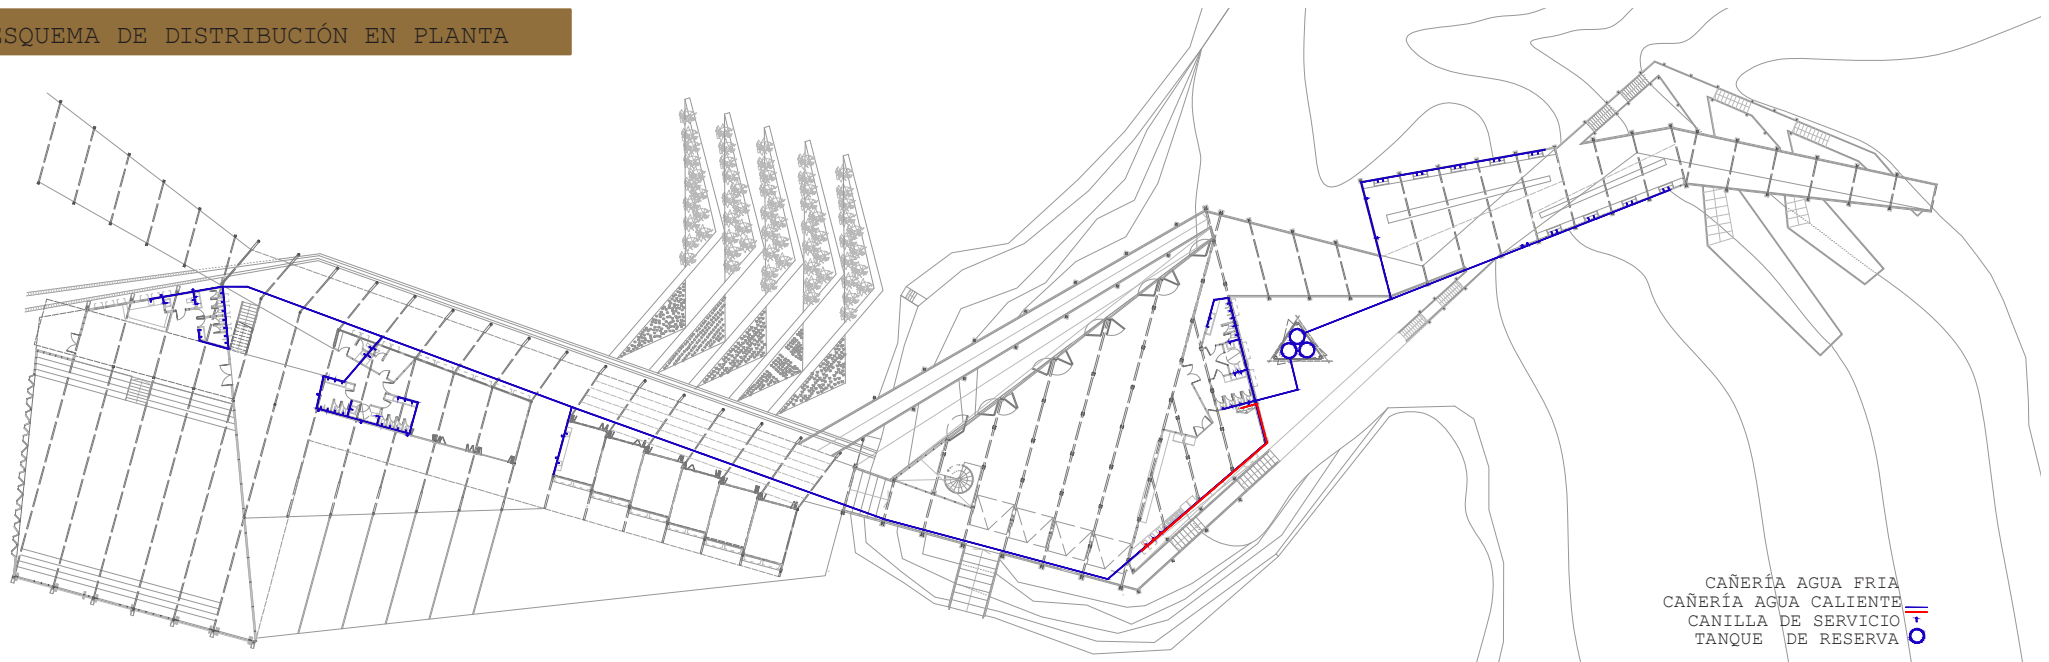 ESQUEMA DE DISTRIBUCIÓN EN PLANTA
CAÑERÍA AGUA FRIA
CAÑERÍA AGUA CALIENTE
CANILLA DE SERVICIO
TANQUE DE RESERVA